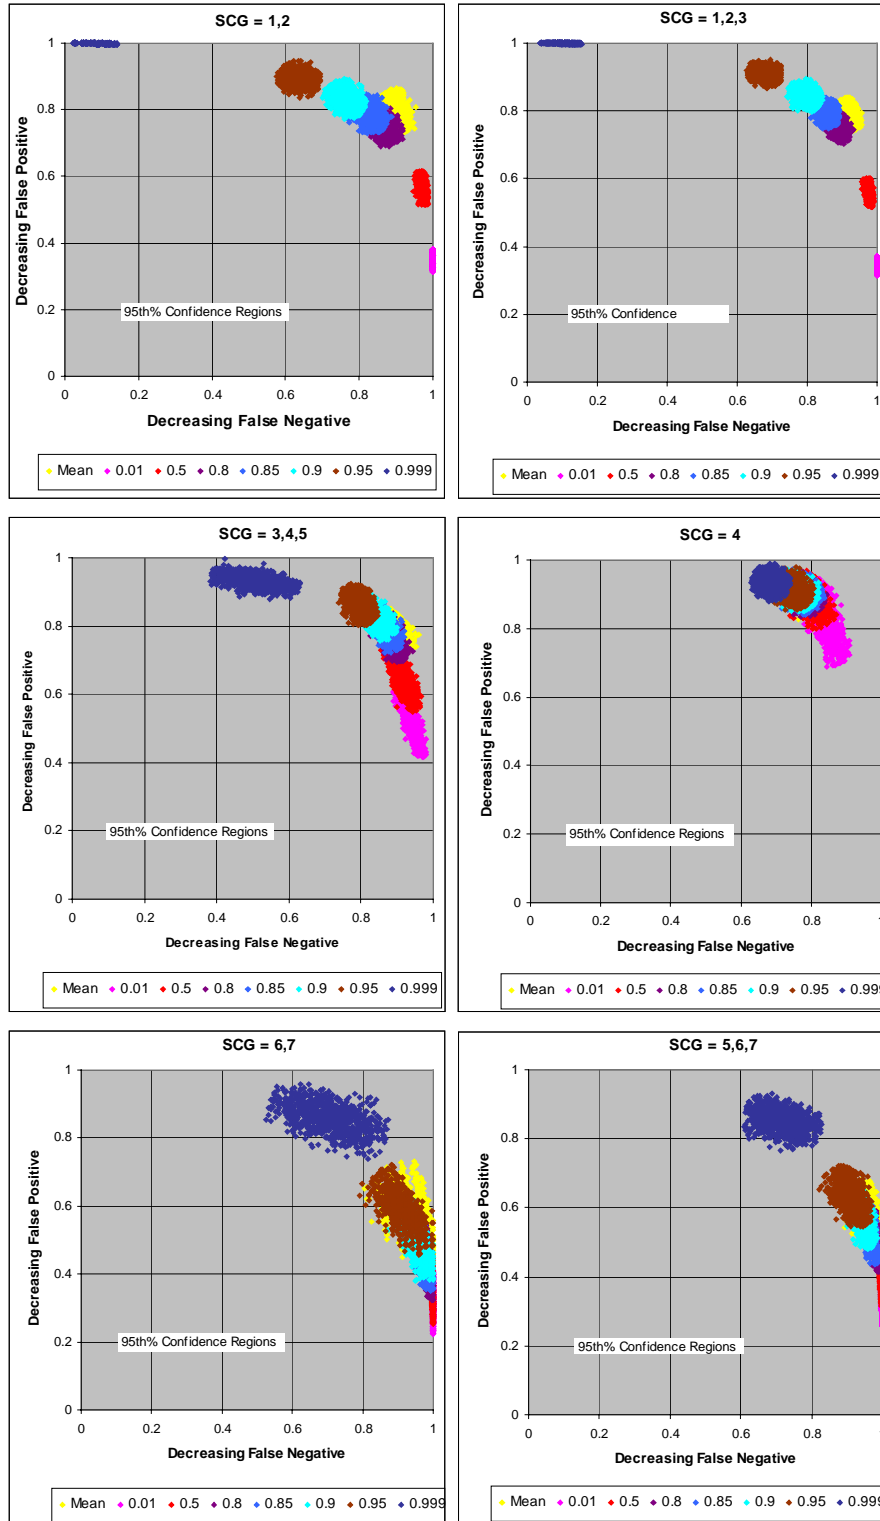 SCG = 1,2
Decreasing False Positive
1
0.8
0.6
0.4
0.2
0
95th% Confidence Regions
0 0.2 0.4 0.6 0.8 1
Decreasing False Negative
Mean 0.01 0.5 0.8 0.85 0.9 0.95 0.999
SCG = 1,2,3
Decreasing False Positive
1
0.8
0.6
0.4
0.2
0
95th% Confidence
0 0.2 0.4 0.6 0.8 1
Decreasing False Negative
Mean 0.01 0.5 0.8 0.85 0.9 0.95 0.999
SCG = 3,4,5
Decreasing False Positive
1
0.8
0.6
0.4
0.2
0
95th% Confidence Regions
0 0.2 0.4 0.6 0.8 1
Decreasing False Negative
Mean 0.01 0.5 0.8 0.85 0.9 0.95 0.999
SCG = 4
Decreasing False Positive
1
0.8
0.6
0.4
0.2
0
95th% Confidence Regions
0 0.2 0.4 0.6 0.8 1
Decreasing False Negative
Mean 0.01 0.5 0.8 0.85 0.9 0.95 0.999
SCG = 6,7
Decreasing False Positive
1
0.8
0.6
0.4
0.2
0
95th% Confidence Regions
0 0.2 0.4 0.6 0.8 1
Decreasing False Negative
Mean 0.01 0.5 0.8 0.85 0.9 0.95 0.999
SCG = 5,6,7
Decreasing False Positive
1
0.8
0.6
0.4
0.2
0
95th% Confidence Regions
0 0.2 0.4 0.6 0.8 1
Decreasing False Negative
Mean 0.01 0.5 0.8 0.85 0.9 0.95 0.999